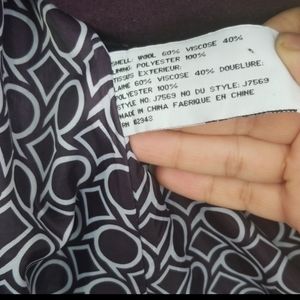 SHELL: WOOL 60% VISCOSE 40%
LINING: POLYESTER 100%
TISSUS EXTERIEUR:
LAINE 60% VISCOSE 40% DOUBLURE:
POLYESTER 100%
STYLE NO. J7569 NO DU STYLE: J7569
MADE IN CHINA FABRIQUE EN CHINE
RN 62948